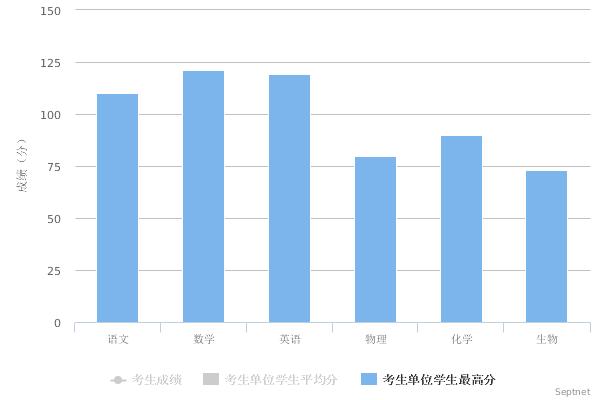 150
125
100
75
50
25
0
成绩（分）
语文 数学 英语 物理 化学 生物
考生成绩 考生单位学生平均分 考生单位学生最高分
Septnet